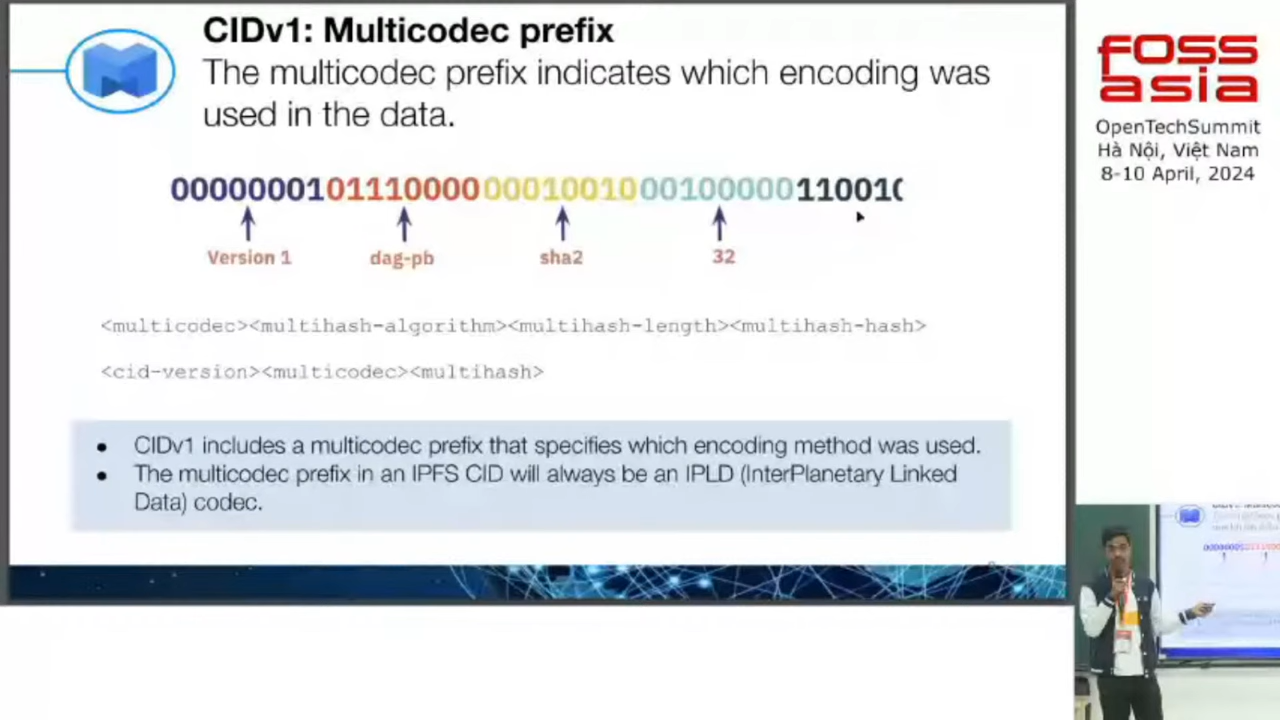 CIDv1: Multicodec prefix
The multicodec prefix indicates which encoding was
used in the data.
00000001011100000001001000100000110010
Version 1
dag-pb
sha2
32
<multicodec><multihash-algorithm><multihash-length><multihash-hash>
<cid-version><multicodec><multihash>
• CIDv1 includes a multicodec prefix that specifies which encoding method was used.
• The multicodec prefix in an IPFS CID will always be an IPLD (InterPlanetary Linked
Data) codec.
FOSS
asia
OpenTechSummit
Hà Nội, Việt Nam
8-10 April, 2024